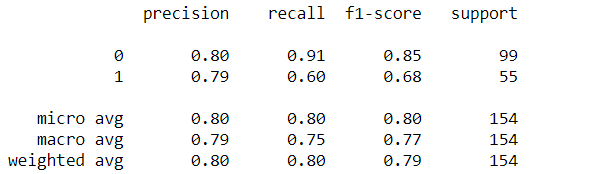 precision recall f1-score support
0 0.80 0.91 0.85 99
1 0.79 0.60 0.68 55
micro avg 0.80 0.80 0.80 154
macro avg 0.79 0.75 0.77 154
weighted avg 0.80 0.80 0.79 154